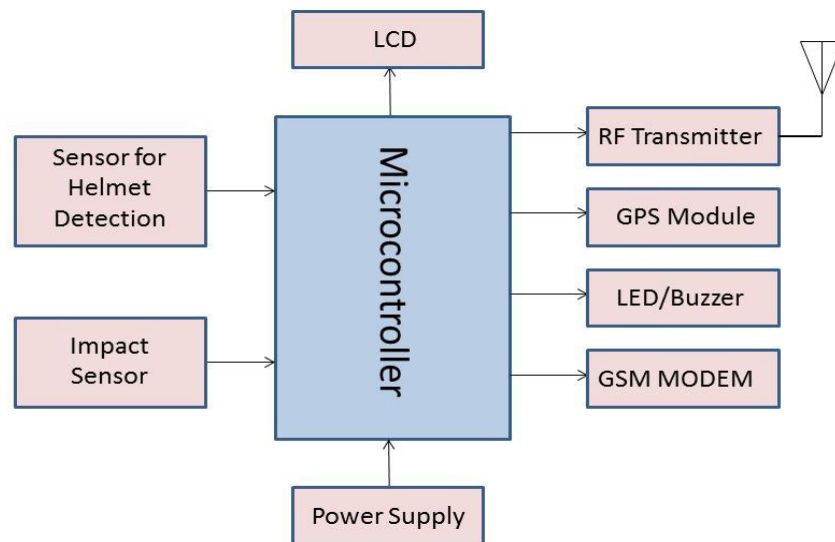 LCD
Sensor for
Helmet
Detection
Impact
Sensor
Microcontroller
RF Transmitter
GPS Module
LED/Buzzer
GSM MODEM
Power Supply